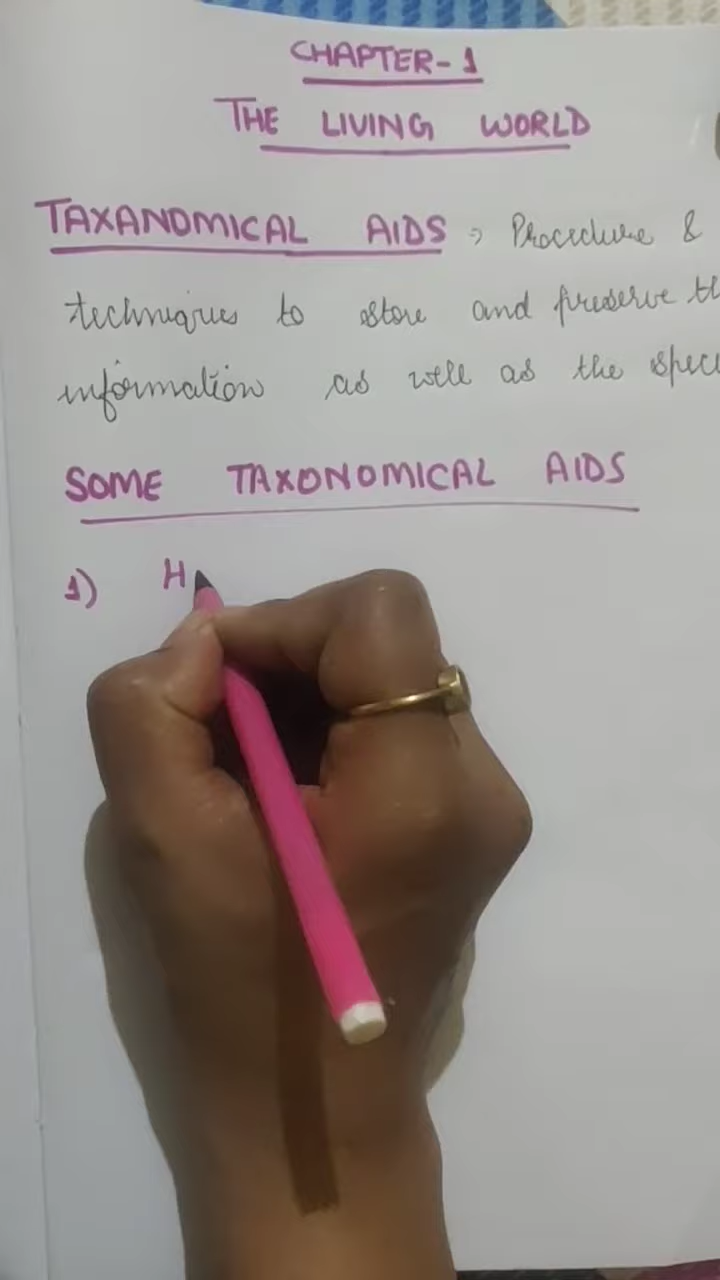 CHAPTER-1
THE LIVING WORLD
TAXANOMICAL AIDS → Procedure &
techniques to store and preserve
information as well as the
SOME TAXONOMICAL AIDS
1) H